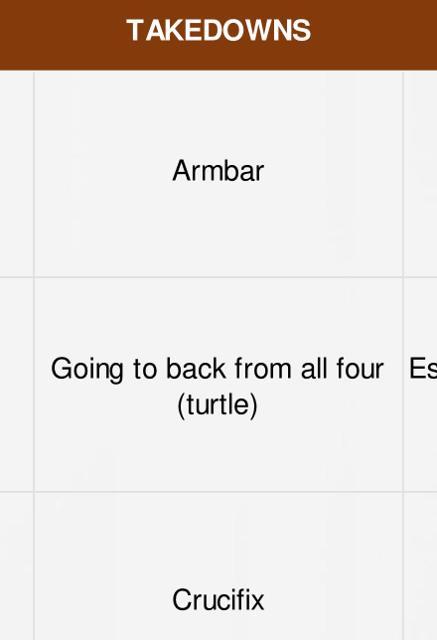 TAKEDOWNS
Armbar
Going to back from all four
(turtle)
Crucifix